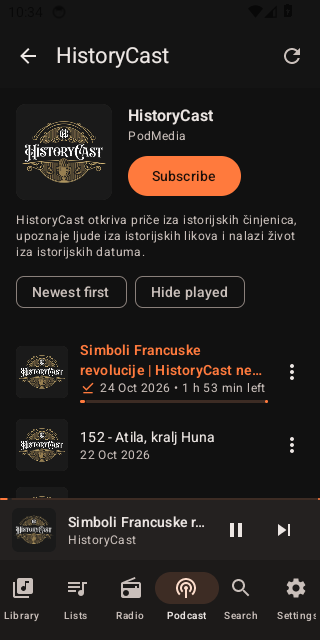 10:34
HistoryCast
HISTORYCAST
HistoryCast
PodMedia
Subscribe
HistoryCast otkriva priče iza istorijskih činjenica,
upoznaje ljude iza istorijskih likova i nalazi život
iza istorijskih datuma.
Newest first
Hide played
HISTORYCAST
Simboli Francuske
revolucije | HistoryCast ne…
24 Oct 2026 • 1 h 53 min left
HISTORYCAST
152 - Atila, kralj Huna
22 Oct 2026
HISTORYCAST
Simboli Francuske r…
HistoryCast
Library
Lists
Radio
Podcast
Search
Settings